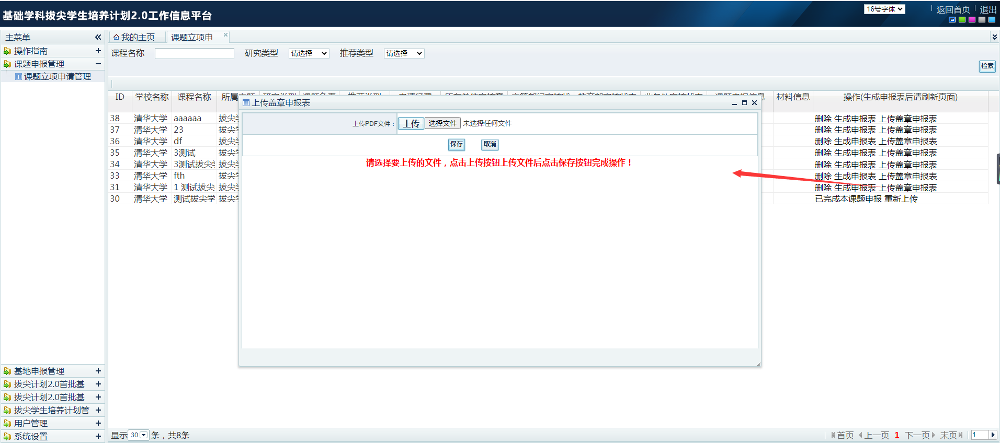 基础学科拔尖学生培养计划2.0工作信息平台
16号字体
返回首页
退出
主菜单
我的主页
课题立项申
操作指南
课题申报管理
课题立项申请管理
课程名称
研究类型
请选择
推荐类型
请选择
检索
ID 学校名称 课程名称 所属 材料信息 操作(生成申报表后请刷新页面)
38 清华大学 aaaaaa 拔尖 删除 生成申报表 上传盖章申报表
37 清华大学 23 拔尖 删除 生成申报表 上传盖章申报表
36 清华大学 df 拔尖 删除 生成申报表 上传盖章申报表
35 清华大学 3测试 拔尖 删除 生成申报表 上传盖章申报表
34 清华大学 3测试拔尖 拔尖 删除 生成申报表 上传盖章申报表
33 清华大学 fth 拔尖 删除 生成申报表 上传盖章申报表
31 清华大学 1 测试拔尖 拔尖 删除 生成申报表 上传盖章申报表
30 清华大学 测试拔尖学 拔尖 已完成本课题申报 重新上传
上传盖章申报表
上传PDF文件：
上传
选择文件
未选择任何文件
保存
取消
请选择要上传的文件，点击上传按钮上传文件后点击保存按钮完成操作！
基地申报管理
拔尖计划2.0首批基
拔尖计划2.0首批基
拔尖学生培养计划管
用户管理
系统设置
显示 30 条，共8条
首页 上一页 1 下一页 末页 1